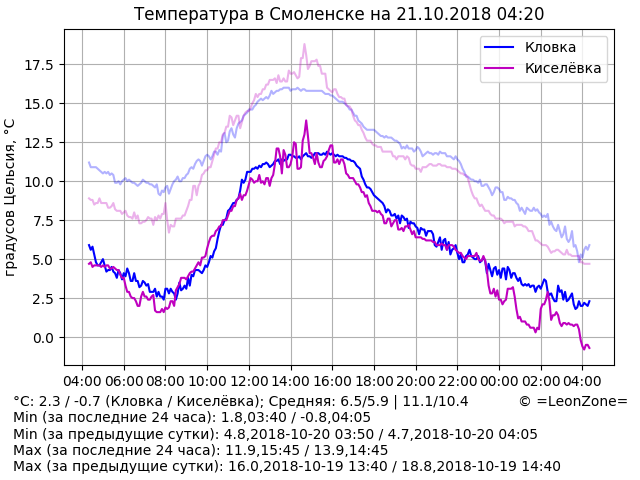 Температура в Смоленске на 21.10.2018 04:20
Кловка
Киселёвка
градусов Цельсия, °C
17.5
15.0
12.5
10.0
7.5
5.0
2.5
0.0
04:00 06:00 08:00 10:00 12:00 14:00 16:00 18:00 20:00 22:00 00:00 02:00 04:00
°C: 2.3 / -0.7 (Кловка / Киселёвка); Средняя: 6.5/5.9 | 11.1/10.4 © =LeonZone=
Min (за последние 24 часа): 1.8,03:40 / -0.8,04:05
Min (за предыдущие сутки): 4.8,2018-10-20 03:50 / 4.7,2018-10-20 04:05
Max (за последние 24 часа): 11.9,15:45 / 13.9,14:45
Max (за предыдущие сутки): 16.0,2018-10-19 13:40 / 18.8,2018-10-19 14:40